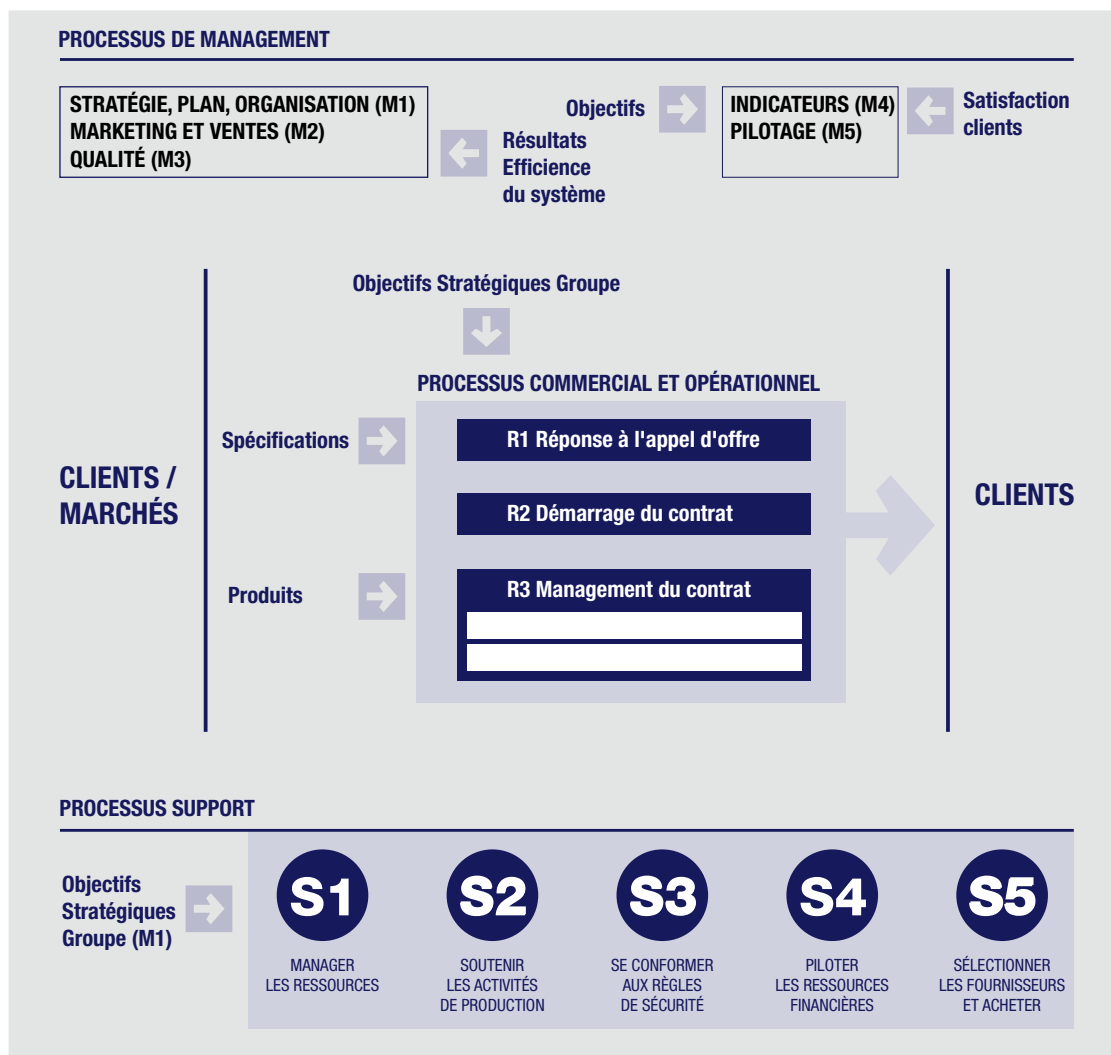 PROCESSUS DE MANAGEMENT
STRATÉGIE, PLAN, ORGANISATION (M1)
MARKETING ET VENTES (M2)
QUALITÉ (M3)
Résultats
Efficience
du système
Objectifs
INDICATEURS (M4)
PILOTAGE (M5)
Satisfaction
clients
Objectifs Stratégiques Groupe
PROCESSUS COMMERCIAL ET OPÉRATIONNEL
CLIENTS /
MARCHÉS
Spécifications
R1 Réponse à l'appel d'offre
R2 Démarrage du contrat
Produits
R3 Management du contrat
CLIENTS
PROCESSUS SUPPORT
Objectifs
Stratégiques
Groupe (M1)
S1
MANAGER
LES RESSOURCES
S2
SOUTENIR
LES ACTIVITÉS
DE PRODUCTION
S3
SE CONFORMER
AUX RÈGLES
DE SÉCURITÉ
S4
PILOTER
LES RESSOURCES
FINANCIÈRES
S5
SÉLECTIONNER
LES FOURNISSEURS
ET ACHETER